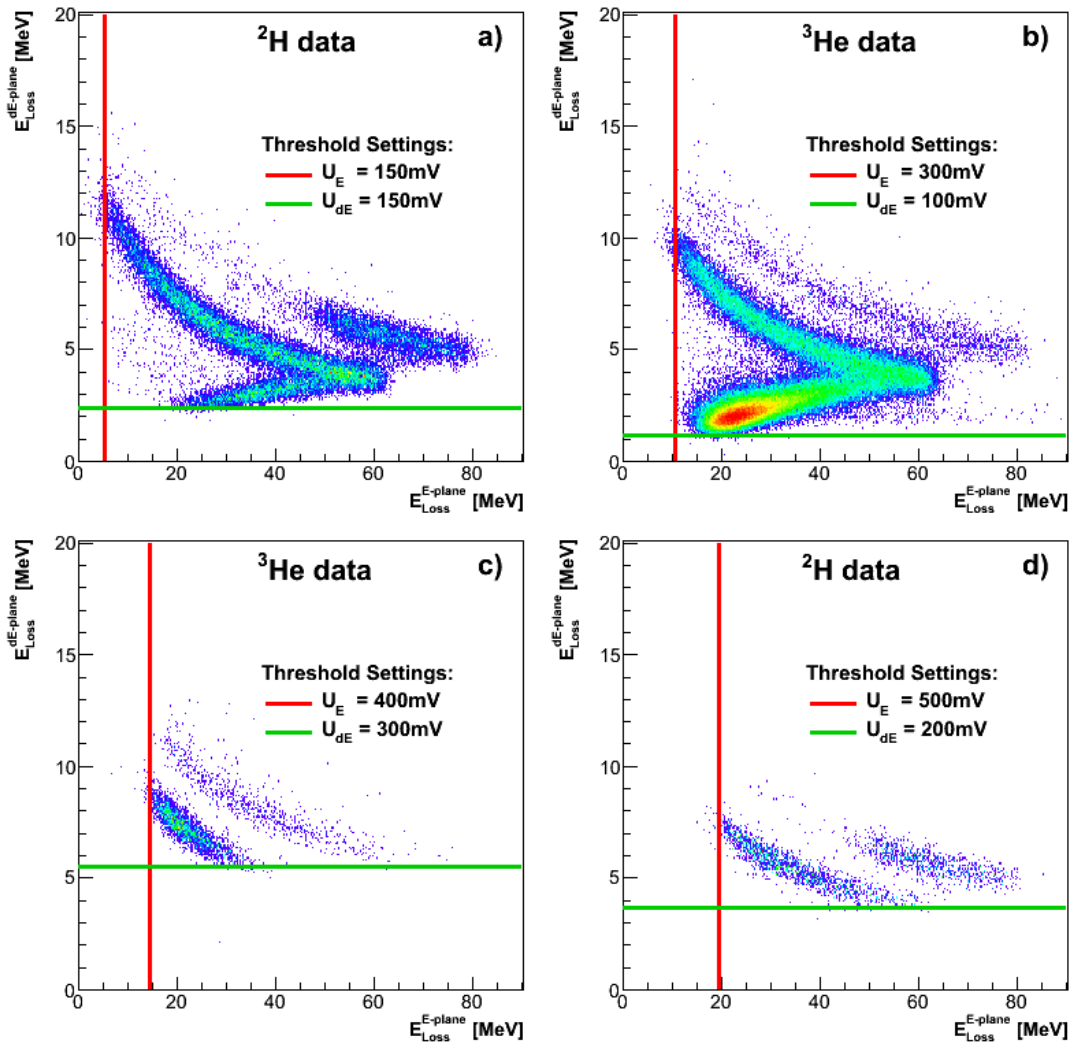 ²H data
a)
Threshold Settings:
U_E = 150mV
U_dE = 150mV
E_Loss^dE-plane [MeV]
20
15
10
5
0
0 20 40 60 80
E_Loss^E-plane [MeV]
³He data
b)
Threshold Settings:
U_E = 300mV
U_dE = 100mV
E_Loss^dE-plane [MeV]
20
15
10
5
0
0 20 40 60 80
E_Loss^E-plane [MeV]
³He data
c)
Threshold Settings:
U_E = 400mV
U_dE = 300mV
E_Loss^dE-plane [MeV]
20
15
10
5
0
0 20 40 60 80
E_Loss^E-plane [MeV]
²H data
d)
Threshold Settings:
U_E = 500mV
U_dE = 200mV
E_Loss^dE-plane [MeV]
20
15
10
5
0
0 20 40 60 80
E_Loss^E-plane [MeV]